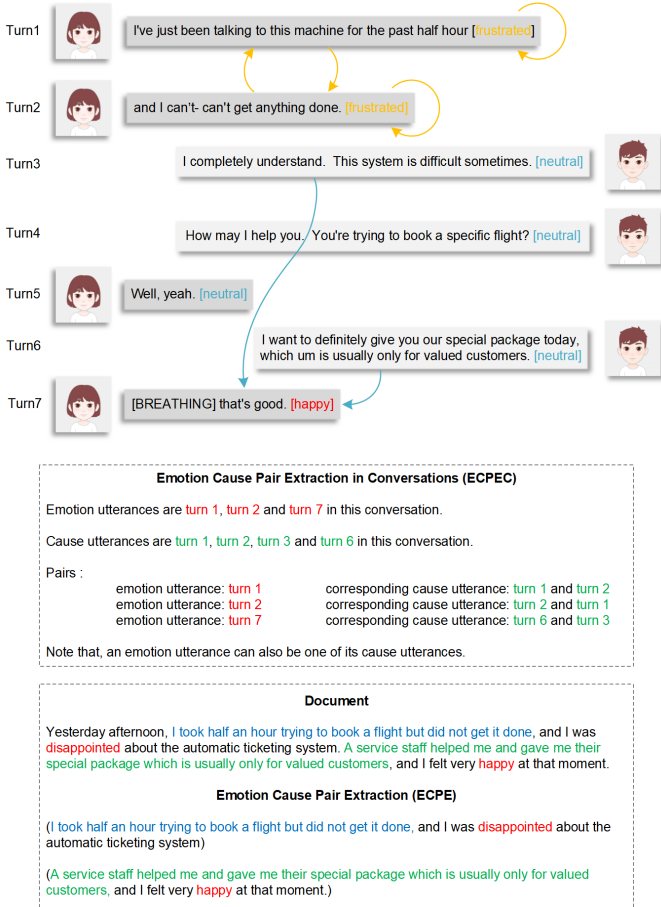 Turn1
I've just been talking to this machine for the past half hour [frustrated]
Turn2
and I can't- can't get anything done. [frustrated]
Turn3
I completely understand. This system is difficult sometimes. [neutral]
Turn4
How may I help you. You're trying to book a specific flight? [neutral]
Turn5
Well, yeah. [neutral]
Turn6
I want to definitely give you our special package today,
which um is usually only for valued customers. [neutral]
Turn7
[BREATHING] that's good. [happy]
Emotion Cause Pair Extraction in Conversations (ECPEC)
Emotion utterances are turn 1, turn 2 and turn 7 in this conversation.
Cause utterances are turn 1, turn 2, turn 3 and turn 6 in this conversation.
Pairs :
emotion utterance: turn 1 corresponding cause utterance: turn 1 and turn 2
emotion utterance: turn 2 corresponding cause utterance: turn 2 and turn 1
emotion utterance: turn 7 corresponding cause utterance: turn 6 and turn 3
Note that, an emotion utterance can also be one of its cause utterances.
Document
Yesterday afternoon, I took half an hour trying to book a flight but did not get it done, and I was
disappointed about the automatic ticketing system. A service staff helped me and gave me their
special package which is usually only for valued customers, and I felt very happy at that moment.
Emotion Cause Pair Extraction (ECPE)
(I took half an hour trying to book a flight but did not get it done, and I was disappointed about the
automatic ticketing system)
(A service staff helped me and gave me their special package which is usually only for valued
customers, and I felt very happy at that moment.)